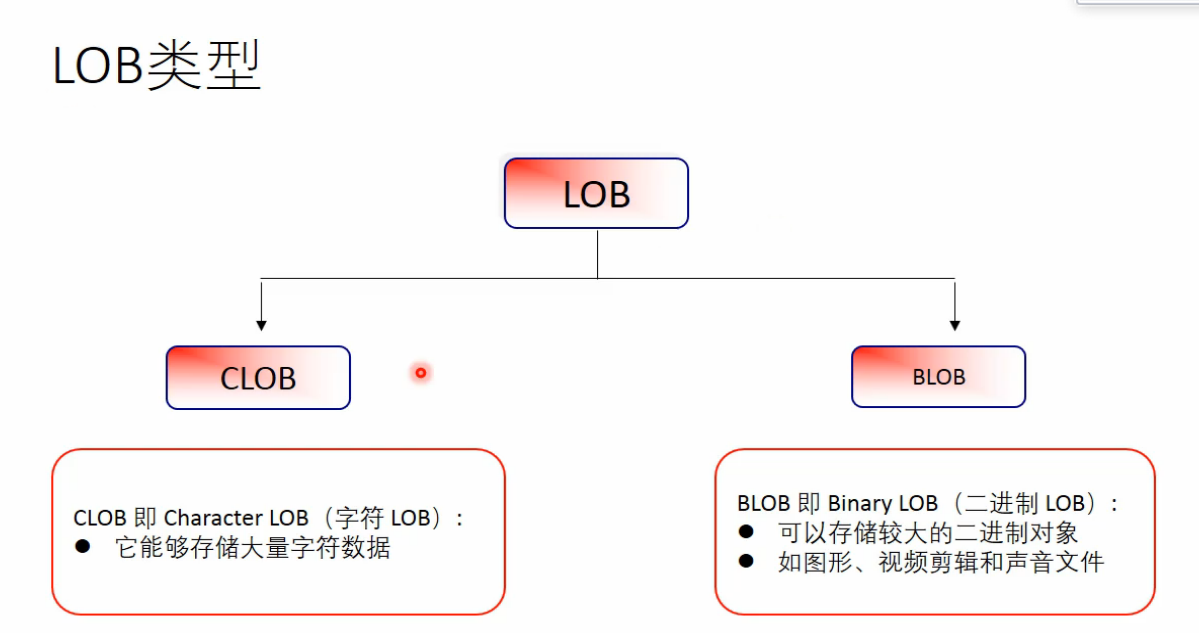 LOB类型
LOB
CLOB
BLOB
CLOB 即 Character LOB（字符 LOB）:
● 它能够存储大量字符数据
BLOB 即 Binary LOB（二进制 LOB）:
● 可以存储较大的二进制对象
● 如图形、视频剪辑和声音文件